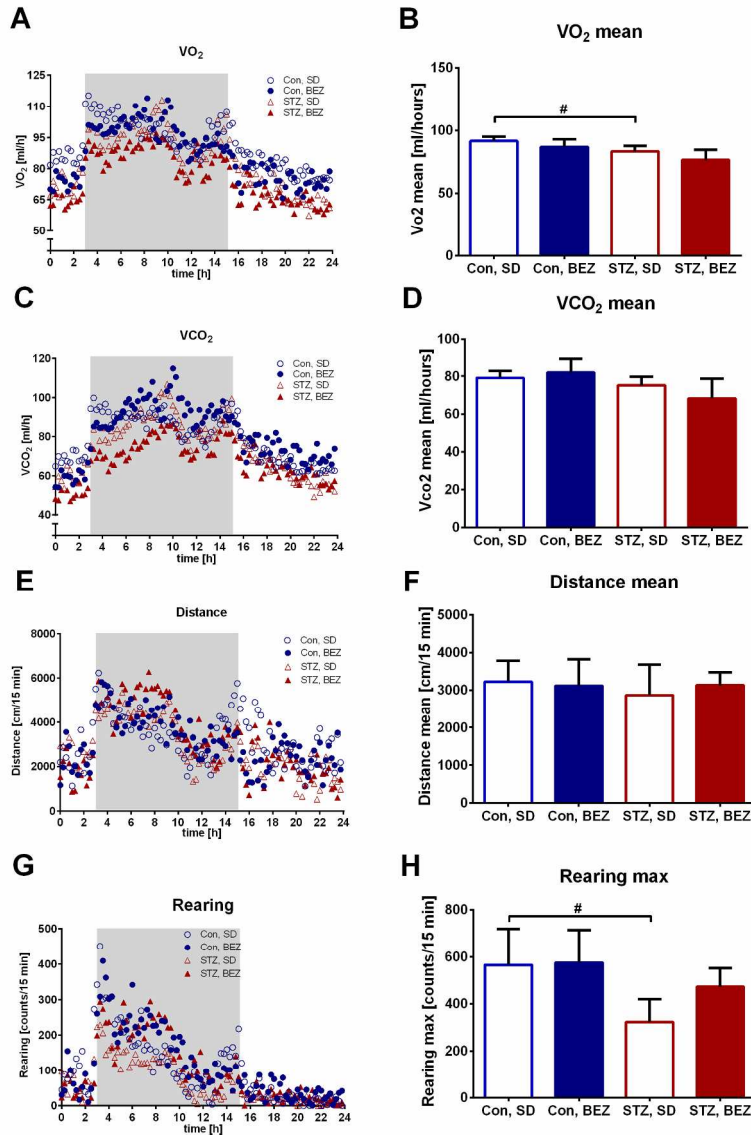 A
VO2
VO2 [ml/h]
125
110
95
80
65
50
0 2 4 6 8 10 12 14 16 18 20 22 24
time [h]
Con, SD
Con, BEZ
STZ, SD
STZ, BEZ
B
VO2 mean
Vo2 mean [ml/hours]
150
100
50
0
#
Con, SD Con, BEZ STZ, SD STZ, BEZ
C
VCO2
VCO2 [ml/h]
120
100
80
60
40
0 2 4 6 8 10 12 14 16 18 20 22 24
time [h]
Con, SD
Con, BEZ
STZ, SD
STZ, BEZ
D
VCO2 mean
Vco2 mean [ml/hours]
100
80
60
40
20
0
Con, SD Con, BEZ STZ, SD STZ, BEZ
E
Distance
Distance [cm/15 min]
8000
6000
4000
2000
0
0 2 4 6 8 10 12 14 16 18 20 22 24
time [h]
Con, SD
Con, BEZ
STZ, SD
STZ, BEZ
F
Distance mean
Distance mean [cm/15 min]
5000
4000
3000
2000
1000
0
Con, SD Con, BEZ STZ, SD STZ, BEZ
G
Rearing
Rearing [counts/15 min]
500
400
300
200
100
0
0 2 4 6 8 10 12 14 16 18 20 22 24
time [h]
Con, SD
Con, BEZ
STZ, SD
STZ, BEZ
H
Rearing max
Rearing max [counts/15 min]
800
600
400
200
0
#
Con, SD Con, BEZ STZ, SD STZ, BEZ